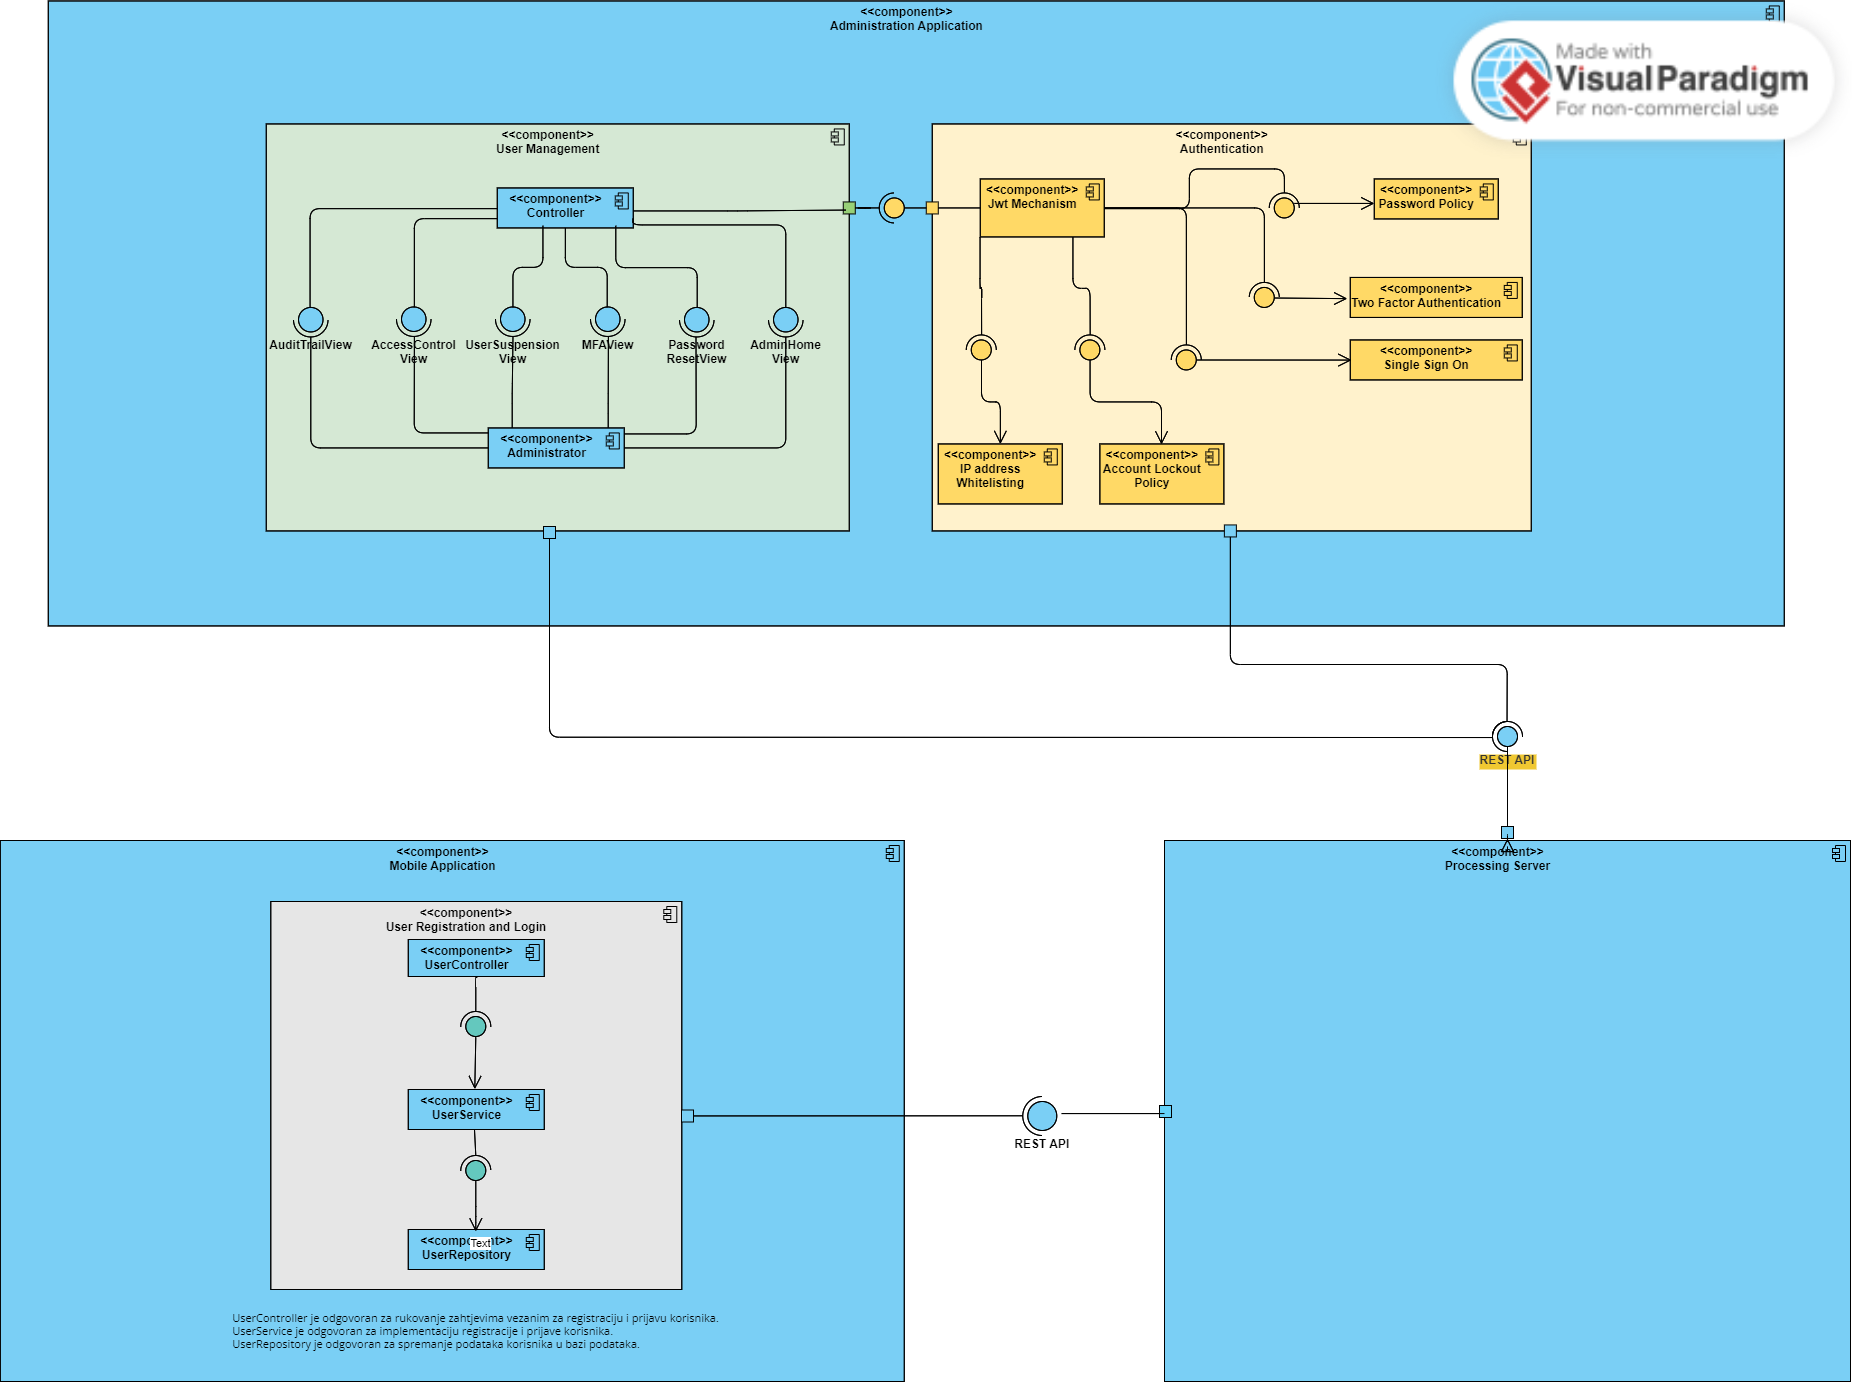 <<component>>
Administration Application
Made with
Visual Paradigm
For non-commercial use
<<component>>
User Management
<<component>>
Controller
AuditTrailView
AccessControl
View
UserSuspension
View
MFAView
Password
ResetView
AdminHome
View
<<component>>
Administrator
<<component>>
Authentication
<<component>>
Jwt Mechanism
<<component>>
Password Policy
<<component>>
Two Factor Authentication
<<component>>
Single Sign On
<<component>>
IP address
Whitelisting
<<component>>
Account Lockout
Policy
REST API
<<component>>
Mobile Application
<<component>>
User Registration and Login
<<component>>
UserController
<<component>>
UserService
<<component>>
Text
UserRepository
UserController je odgovoran za rukovanje zahtjevima vezanim za registraciju i prijavu korisnika.
UserService je odgovoran za implementaciju registracije i prijave korisnika.
UserRepository je odgovoran za spremanje podataka korisnika u bazi podataka.
REST API
<<component>>
Processing Server